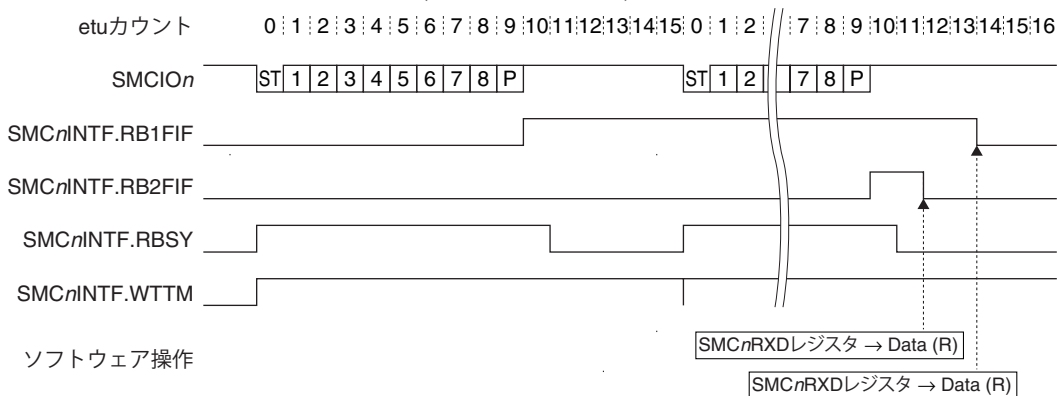 etuカウント 0 1 2 3 4 5 6 7 8 9 10 11 12 13 14 15 0 1 2 7 8 9 10 11 12 13 14 15 16
SMCIOn ST 1 2 3 4 5 6 7 8 P ST 1 2 7 8 P
SMCnINTF.RB1FIF
SMCnINTF.RB2FIF
SMCnINTF.RBSY
SMCnINTF.WTTM
SMCnRXDレジスタ → Data (R)
ソフトウェア操作
SMCnRXDレジスタ → Data (R)